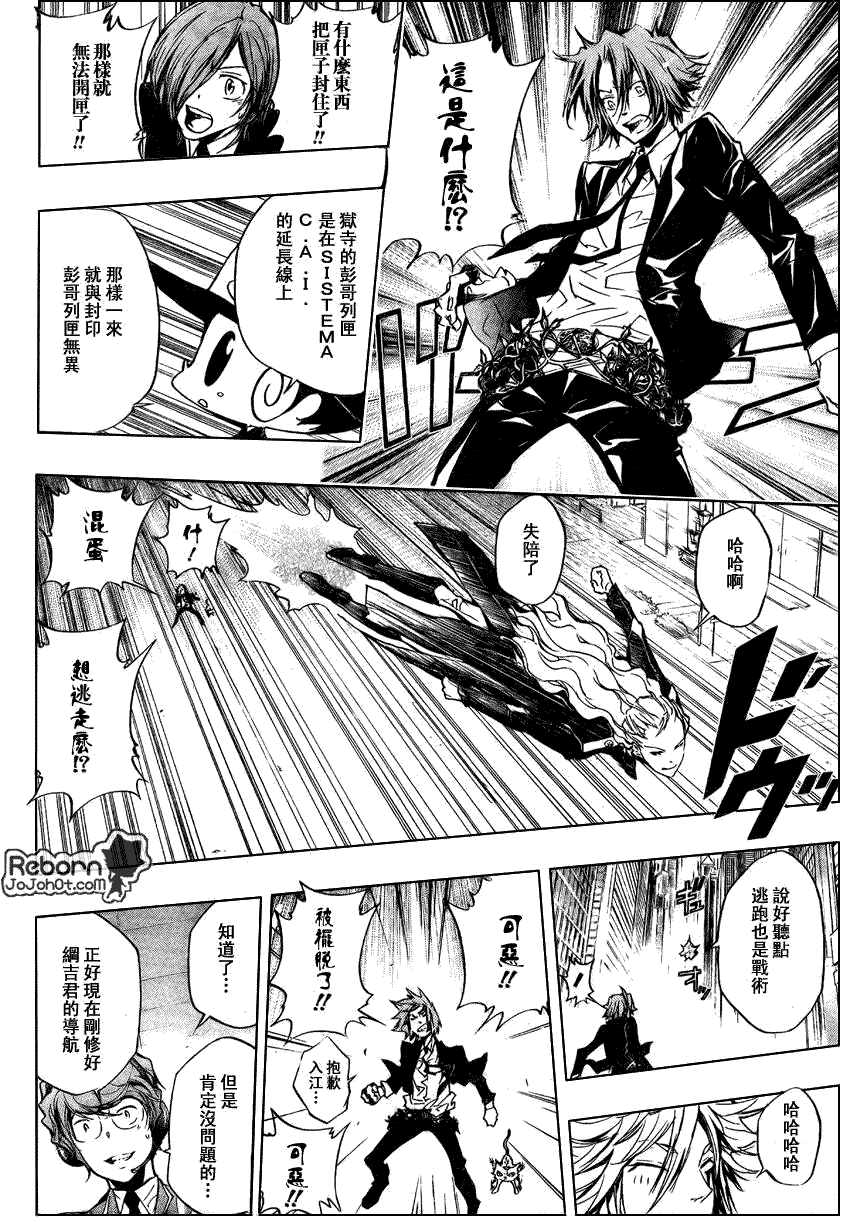 這是什麼!?
有什麼東西
把匣子封住了!!
那樣就
無法開匣了!!
獄寺的彭哥列匣
是在SISTEMA
C.A.I.
的延長線上
那樣一來
就與封印
彭哥列匣無異
哈哈
啊
失陪了
什!
混蛋
想逃走麼!?
ドウッ
說好聽點
逃跑也是戰術
ギュオ
哈哈哈哈
可惡!!
被擺脫了!!
抱歉
入江…
可惡!!
知道了…
正好現在剛修好
綱吉君的導航
但是
肯定沒問題的…
Reborn
JoJoHOt.com